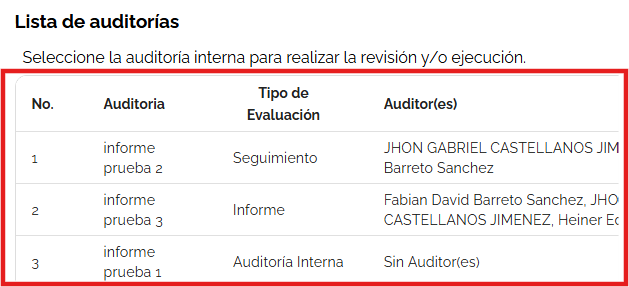 Lista de auditorías
Seleccione la auditoría interna para realizar la revisión y/o ejecución.
No. Auditoria Tipo de Evaluación Auditor(es)
1 informe prueba 2 Seguimiento JHON GABRIEL CASTELLANOS Barreto Sanchez
2 informe prueba 3 Informe Fabian David Barreto Sanchez, CASTELLANOS JIMENEZ, Heiner
3 informe prueba 1 Auditoría Interna Sin Auditor(es)